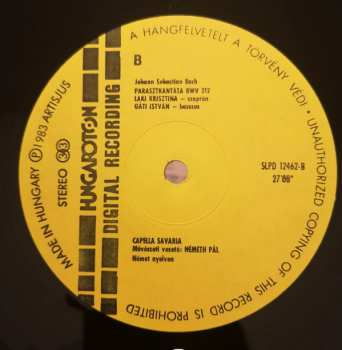 A HANGFELVÉTELT A TÖRVÉNY VÉDI · UNAUTHORIZED COPYING OF THIS RECORD IS PROHIBITED
MADE IN HUNGARY Ⓟ 1983 ARTISJUS
STEREO 33
HUNGAROTON
DIGITAL RECORDING
B
Johann Sebastian Bach
PARASZTKANTÁTA BWV 212
LAKI KRISZTINA – szoprán
GÁTI ISTVÁN – basszus
SLPD 12462-B
27'08"
CAPELLA SAVARIA
Művészeti vezető: NÉMETH PÁL
Német nyelven